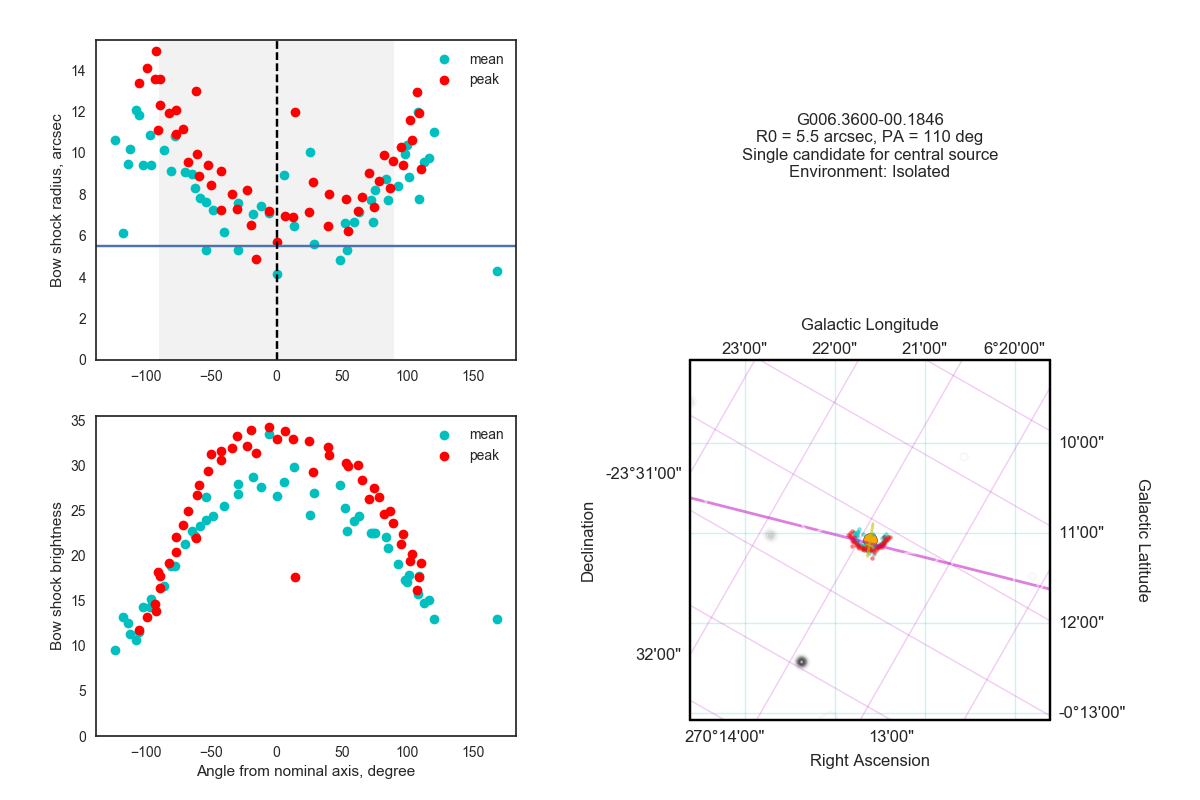 Bow shock radius, arcsec
14
12
10
8
6
4
2
0
mean
peak
−100
−50
0
50
100
150
Bow shock brightness
35
30
25
20
15
10
5
0
mean
peak
−100
−50
0
50
100
150
Angle from nominal axis, degree
G006.3600-00.1846
R0 = 5.5 arcsec, PA = 110 deg
Single candidate for central source
Environment: Isolated
Galactic Longitude
23'00" 22'00" 21'00" 6°20'00"
Declination
-23°31'00"
32'00"
10'00"
11'00"
12'00"
-0°13'00"
Galactic Latitude
270°14'00" 13'00"
Right Ascension